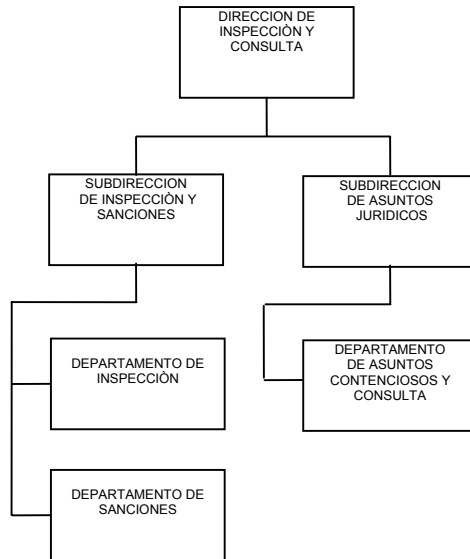 DIRECCION DE
INSPECCIÒN Y
CONSULTA
SUBDIRECCION
DE INSPECCIÒN Y
SANCIONES
SUBDIRECCION
DE ASUNTOS
JURIDICOS
DEPARTAMENTO DE
INSPECCIÒN
DEPARTAMENTO
DE ASUNTOS
CONTENCIOSOS Y
CONSULTA
DEPARTAMENTO DE
SANCIONES